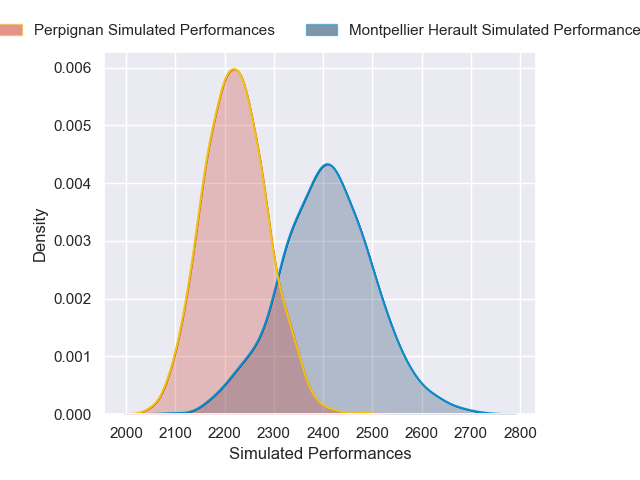 Perpignan Simulated Performances
Montpellier Herault Simulated Performance
0.006
0.005
0.004
0.003
0.002
0.001
0.000
Density
2000 2100 2200 2300 2400 2500 2600 2700 2800
Simulated Performances